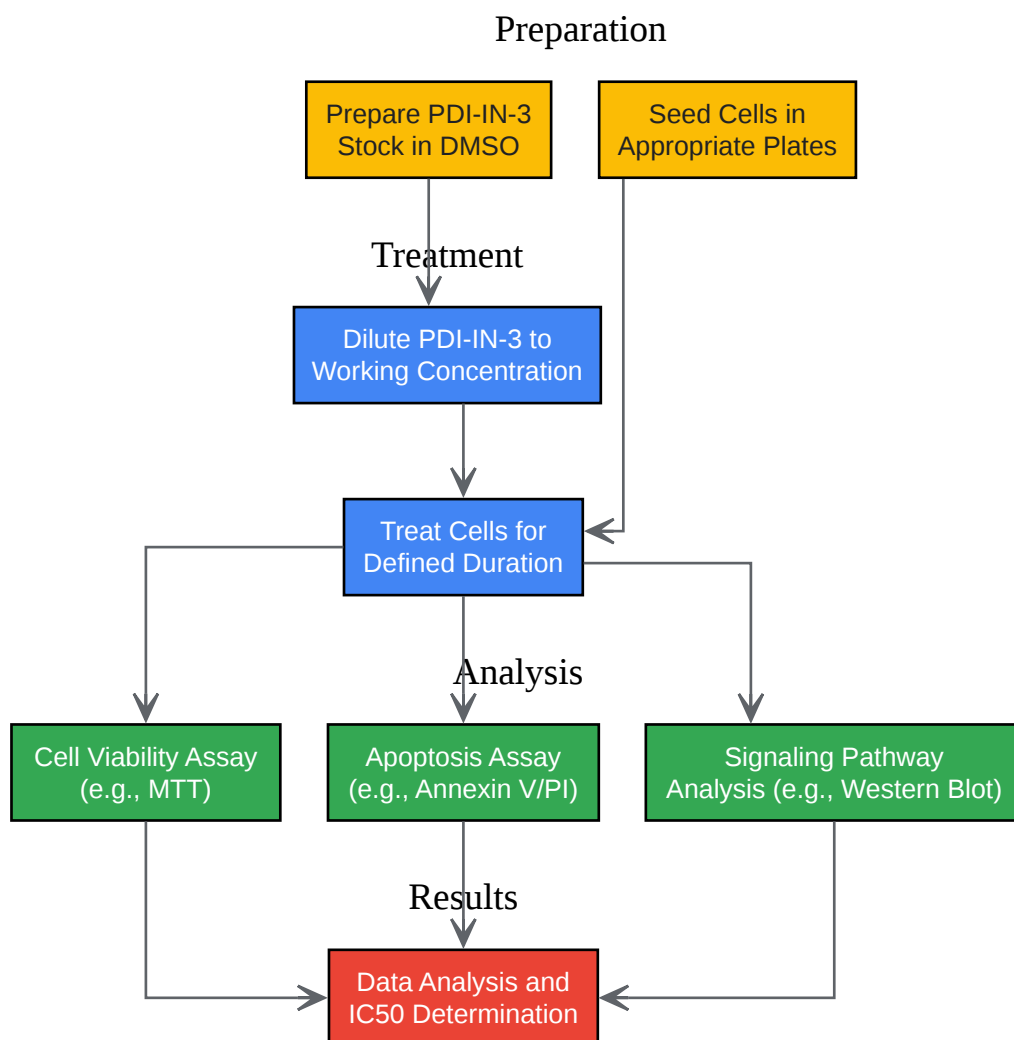 Preparation
Prepare PDI-IN-3
Stock in DMSO
Seed Cells in
Appropriate Plates
Treatment
Dilute PDI-IN-3 to
Working Concentration
Treat Cells for
Defined Duration
Analysis
Cell Viability Assay
(e.g., MTT)
Apoptosis Assay
(e.g., Annexin V/PI)
Signaling Pathway
Analysis (e.g., Western Blot)
Results
Data Analysis and
IC50 Determination